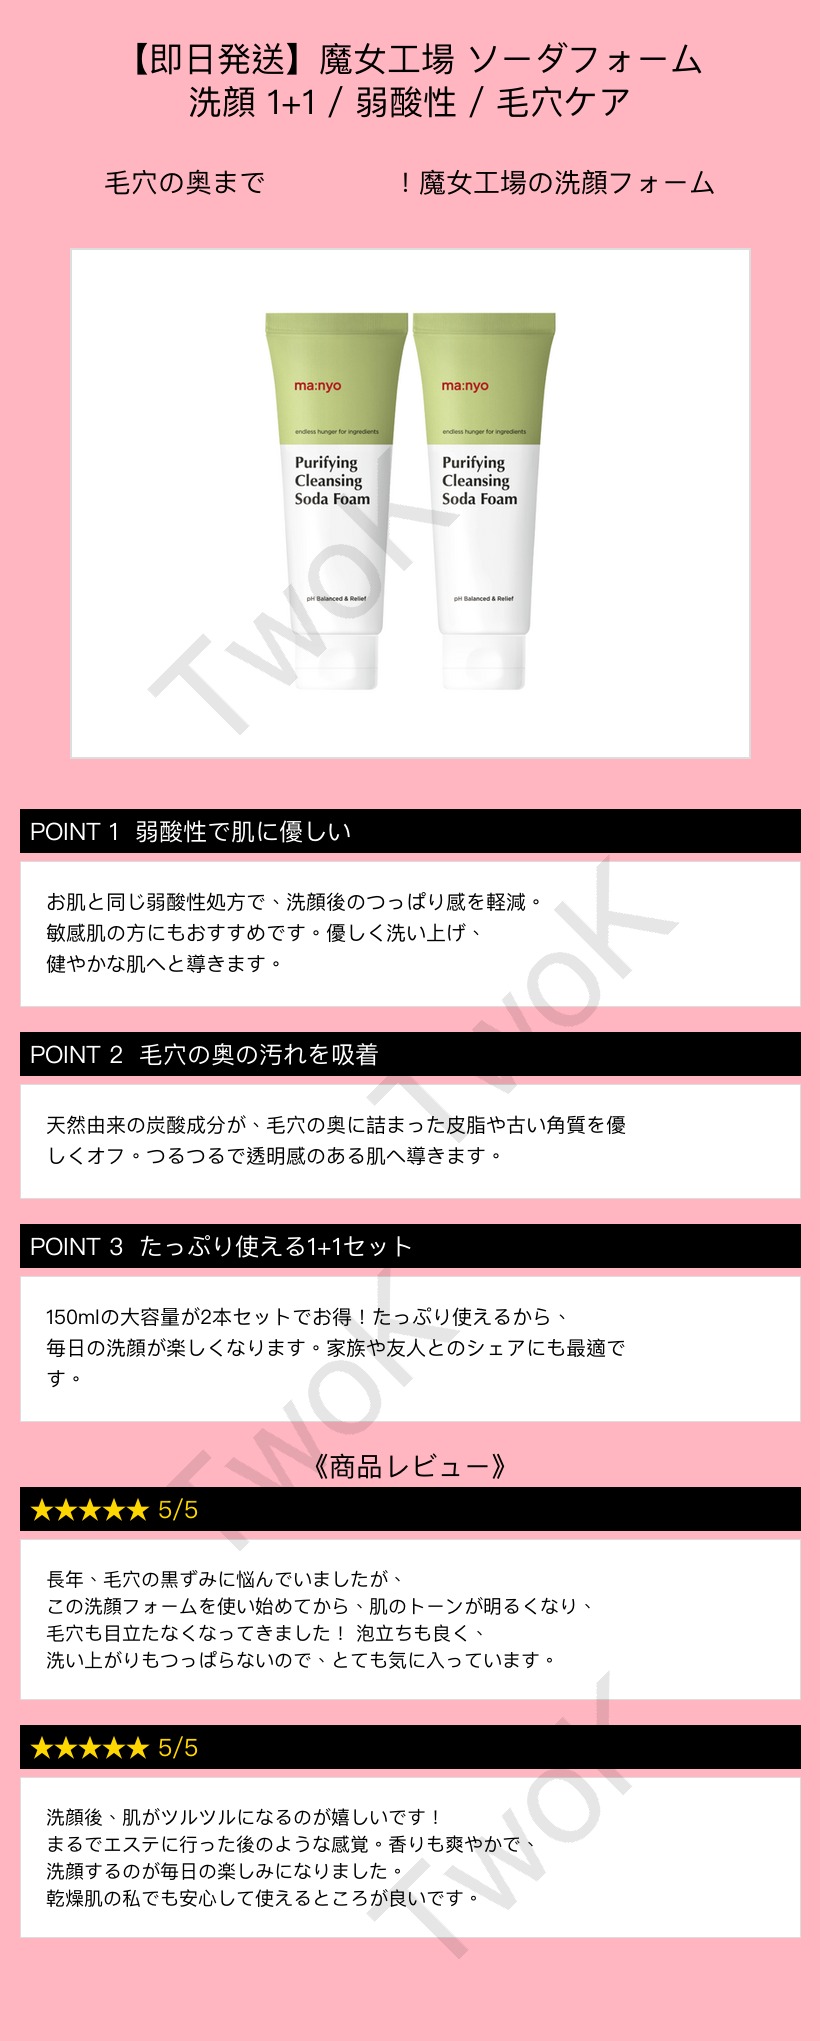 【即日発送】魔女工場 ソーダフォーム
洗顔 1+1 / 弱酸性 / 毛穴ケア
毛穴の奥まで ！魔女工場の洗顔フォーム
ma:nyo
endless hunger for ingredients
Purifying
Cleansing
Soda Foam
pH Balanced & Relief
ma:nyo
endless hunger for ingredients
Purifying
Cleansing
Soda Foam
pH Balanced & Relief
TwoK
POINT 1 弱酸性で肌に優しい
お肌と同じ弱酸性処方で、洗顔後のつっぱり感を軽減。
敏感肌の方にもおすすめです。優しく洗い上げ、
健やかな肌へと導きます。
TwoK
POINT 2 毛穴の奥の汚れを吸着
天然由来の炭酸成分が、毛穴の奥に詰まった皮脂や古い角質を優
しくオフ。つるつるで透明感のある肌へ導きます。
POINT 3 たっぷり使える1+1セット
150mlの大容量が2本セットでお得！たっぷり使えるから、
毎日の洗顔が楽しくなります。家族や友人とのシェアにも最適で
す。
TwoK
《商品レビュー》
★★★★★ 5/5
長年、毛穴の黒ずみに悩んでいましたが、
この洗顔フォームを使い始めてから、肌のトーンが明るくなり、
毛穴も目立たなくなってきました！ 泡立ちも良く、
洗い上がりもつっぱらないので、とても気に入っています。
★★★★★ 5/5
洗顔後、肌がツルツルになるのが嬉しいです！
まるでエステに行った後のような感覚。香りも爽やかで、
洗顔するのが毎日の楽しみになりました。
乾燥肌の私でも安心して使えるところが良いです。
TwoK